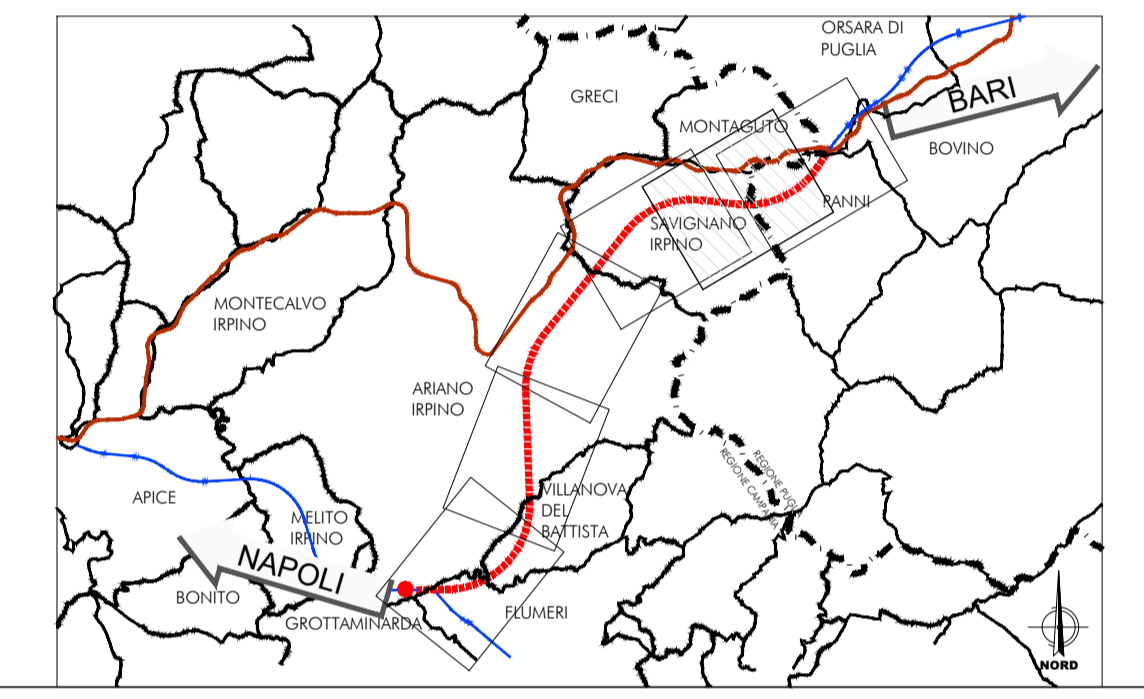 ORSARA DI
PUGLIA
GRECI
BARI
MONTAGUTO
BOVINO
PANNI
SAVIGNANO
IRPINO
MONTECALVO
IRPINO
ARIANO
IRPINO
REGIONE PUGL
REGIONE CAMPANIA
VILLANOVA
DEL
BATTISTA
APICE
MELITO
IRPINO
NAPOLI
BONITO
GROTTAMINARDA
FLUMERI
NORD